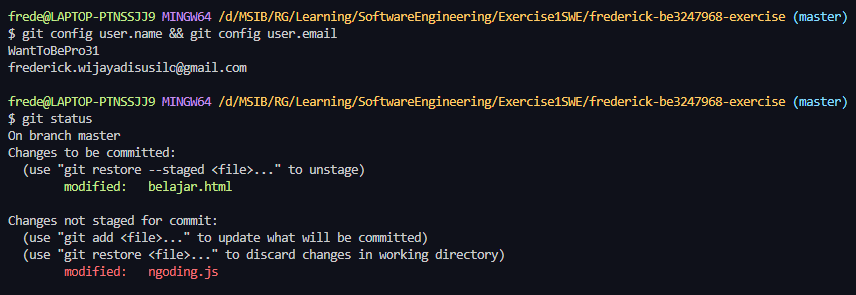 frede@LAPTOP-PTNSSJJ9 MINGW64 /d/MSIB/RG/Learning/SoftwareEngineering/Exercise1SWE/frederick-be3247968-exercise (master)
$ git config user.name && git config user.email
WantToBePro31
frederick.wijayadisusilo@gmail.com

frede@LAPTOP-PTNSSJJ9 MINGW64 /d/MSIB/RG/Learning/SoftwareEngineering/Exercise1SWE/frederick-be3247968-exercise (master)
$ git status
On branch master
Changes to be committed:
  (use "git restore --staged <file>..." to unstage)
        modified:   belajar.html

Changes not staged for commit:
  (use "git add <file>..." to update what will be committed)
  (use "git restore <file>..." to discard changes in working directory)
        modified:   ngoding.js